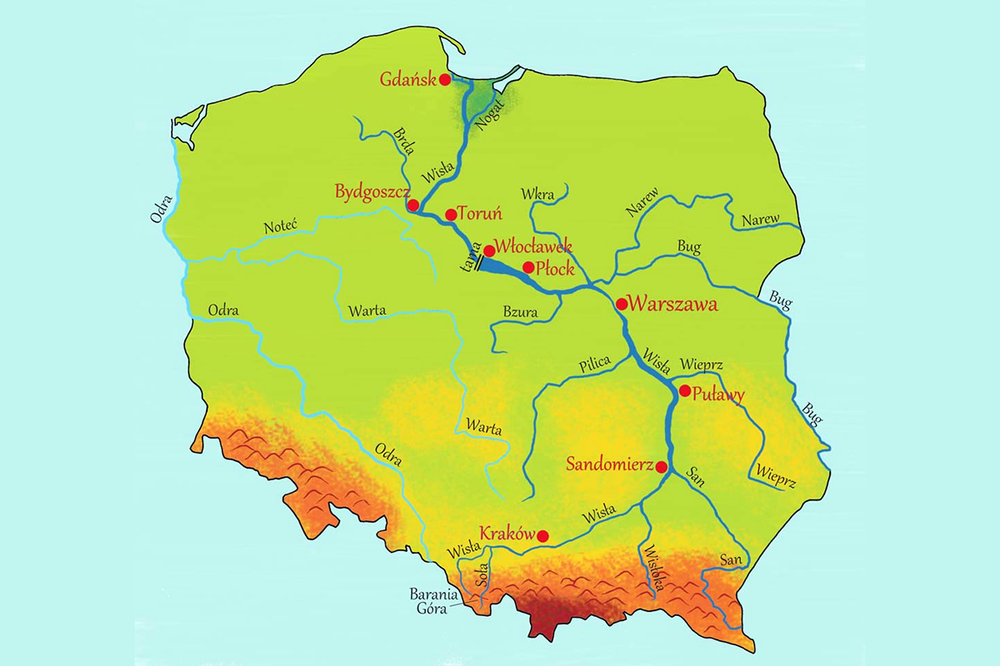 Gdańsk
Nogat
Brda
Wisła
Bydgoszcz
Toruń
Wkra
Narew
Narew
Odra
Noteć
tama
Włocławek
Płock
Bug
Bug
Warszawa
Odra
Warta
Bzura
Pilica
Wisła
Wieprz
Puławy
Bug
Warta
Odra
Sandomierz
San
Wieprz
Wisła
Kraków
Wisła
Soła
Wisłoka
San
Barania
Góra